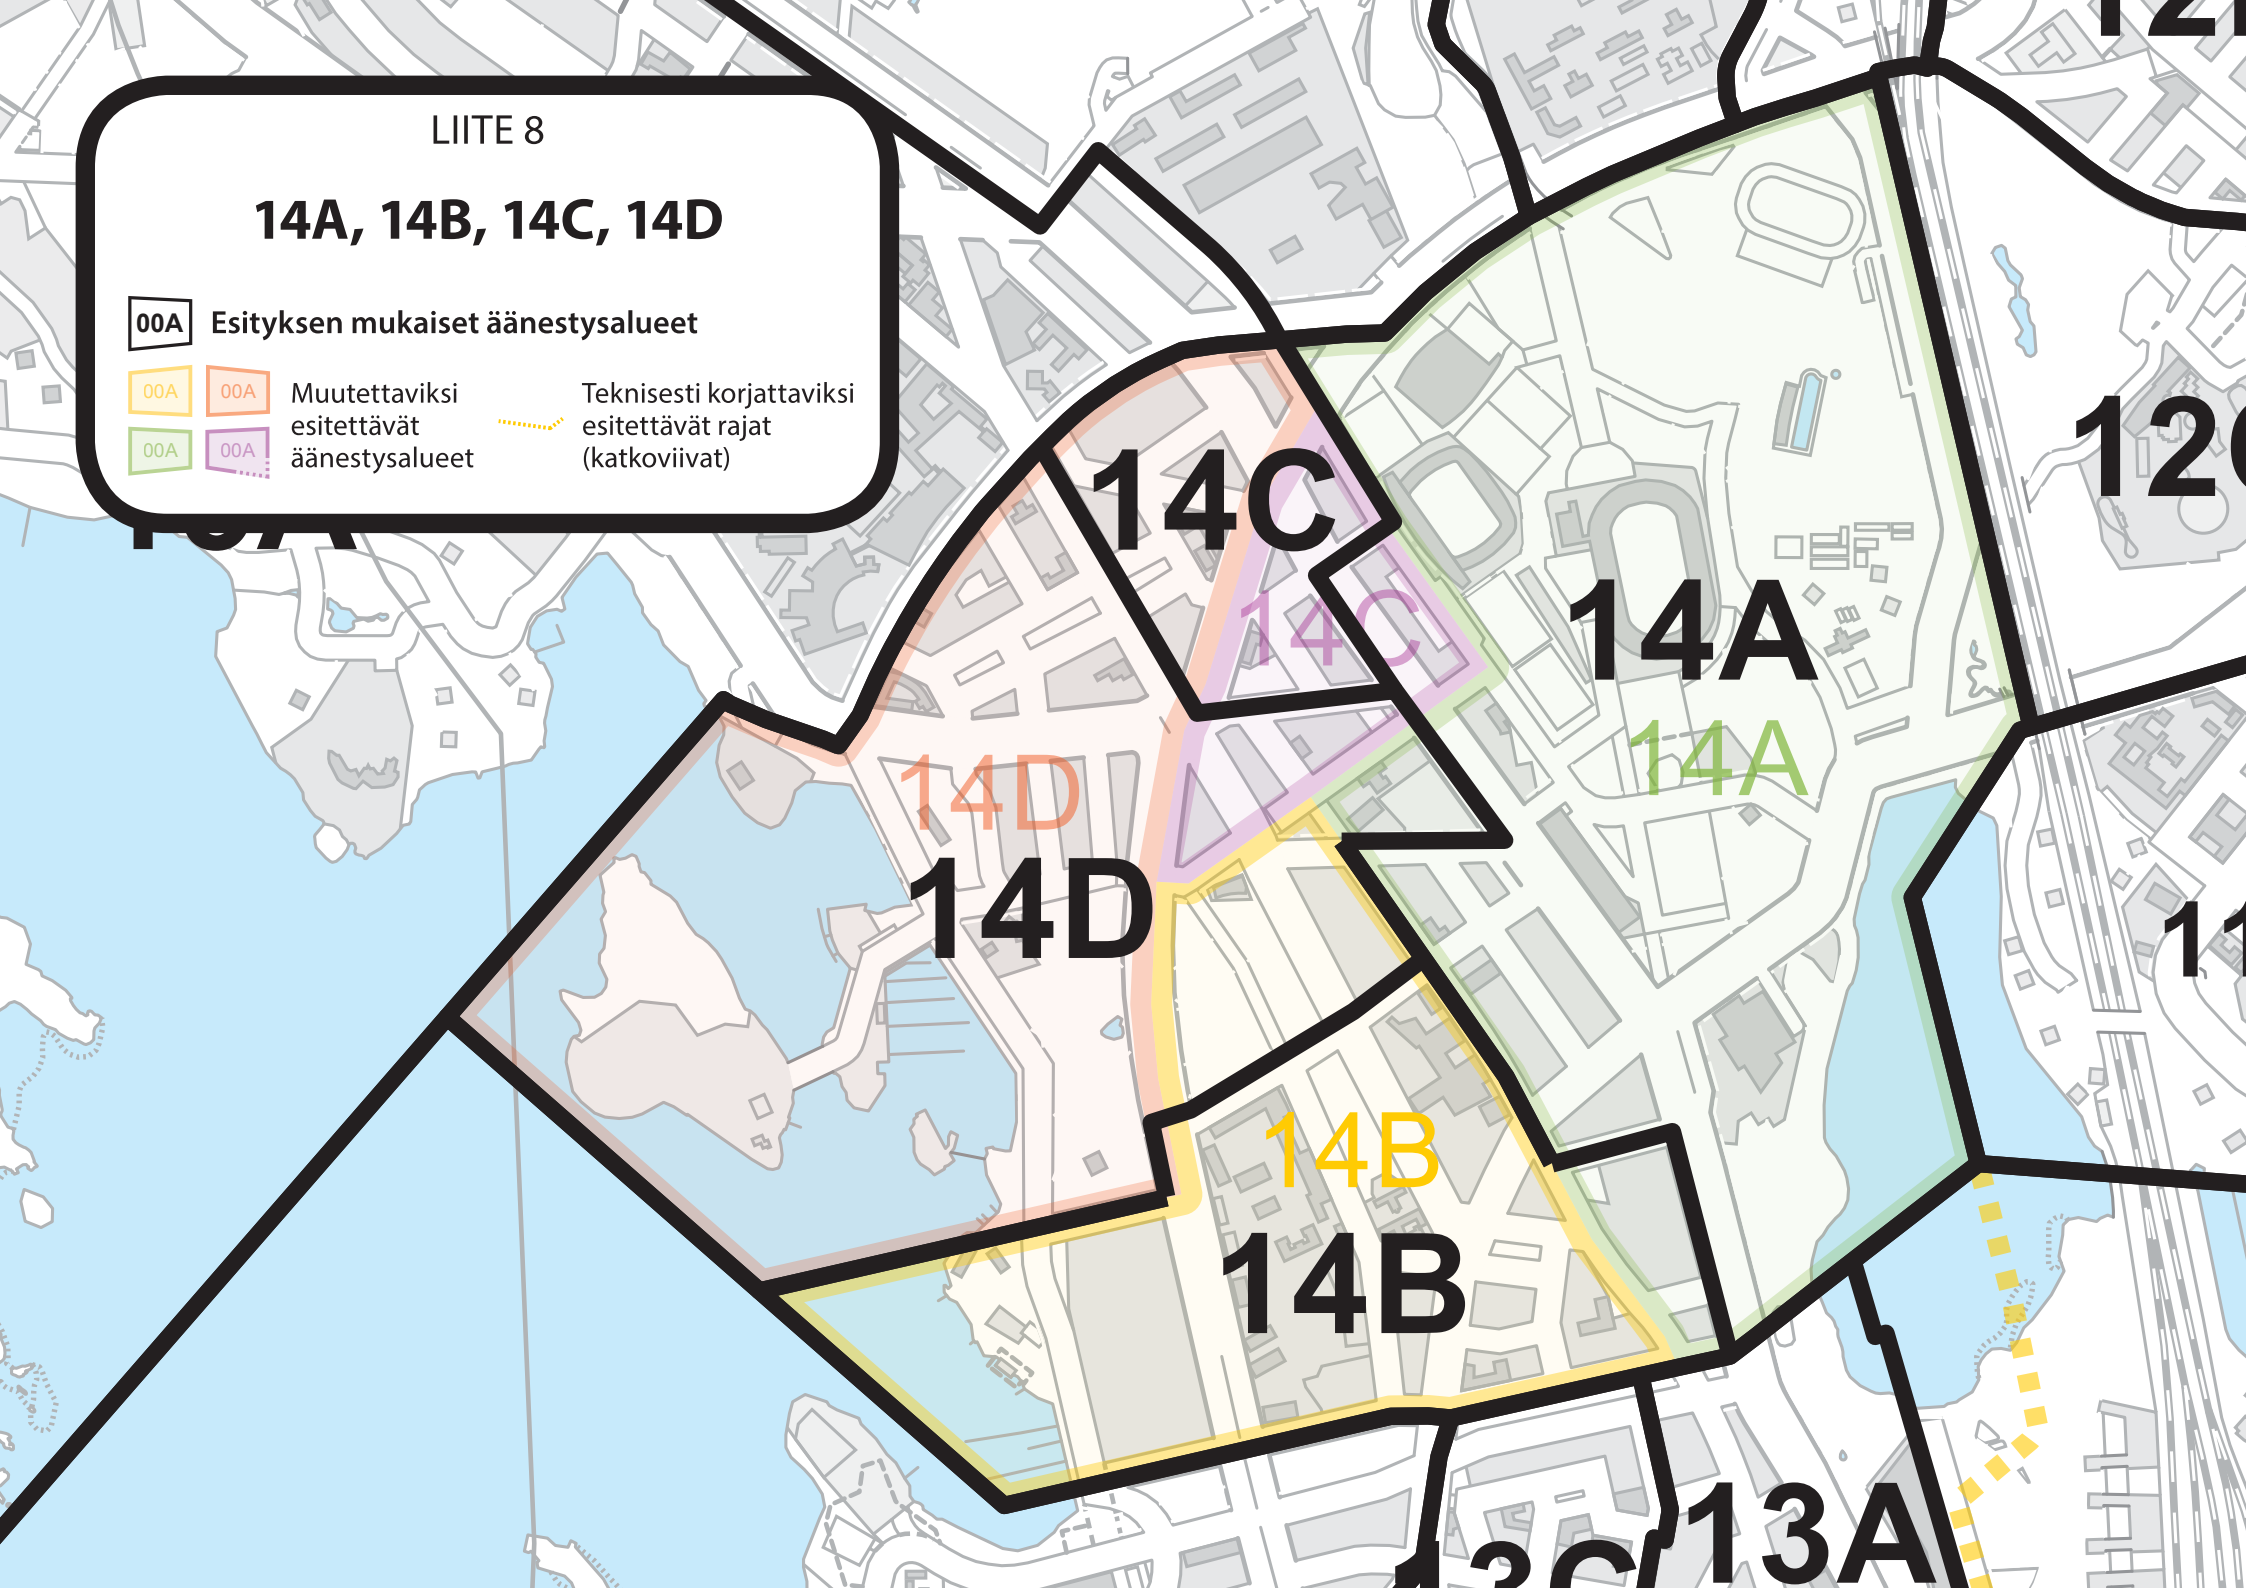 LIITE 8
14A, 14B, 14C, 14D
00A Esityksen mukaiset äänestysalueet
00A 00A
00A 00A
Muutettaviksi
esitettävät
äänestysalueet
Teknisesti korjattaviksi
esitettävät rajat
(katkoviivat)
14C
14C
14A
14A
14D
14D
14B
14B
13A
13C